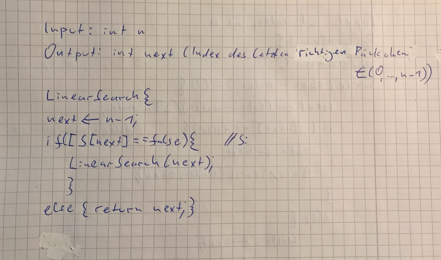 Input: int n
Output: int next (Index des letzten richtigen Päckchen
∈(0,...,n-1))
LinearSearch{
next ← n-1;
if([S[next]==false){ //S:
LinearSearch(next);
}
else { return next;}